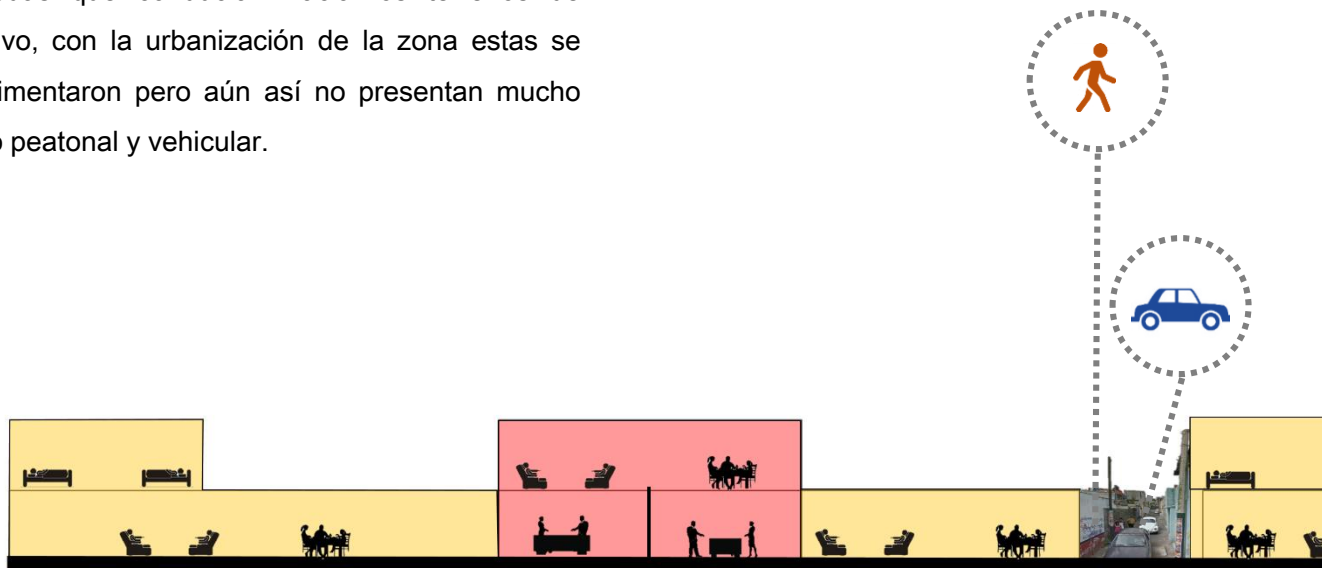 vo, con la urbanización de la zona estas se
imentaron pero aún así no presentan mucho
o peatonal y vehicular.